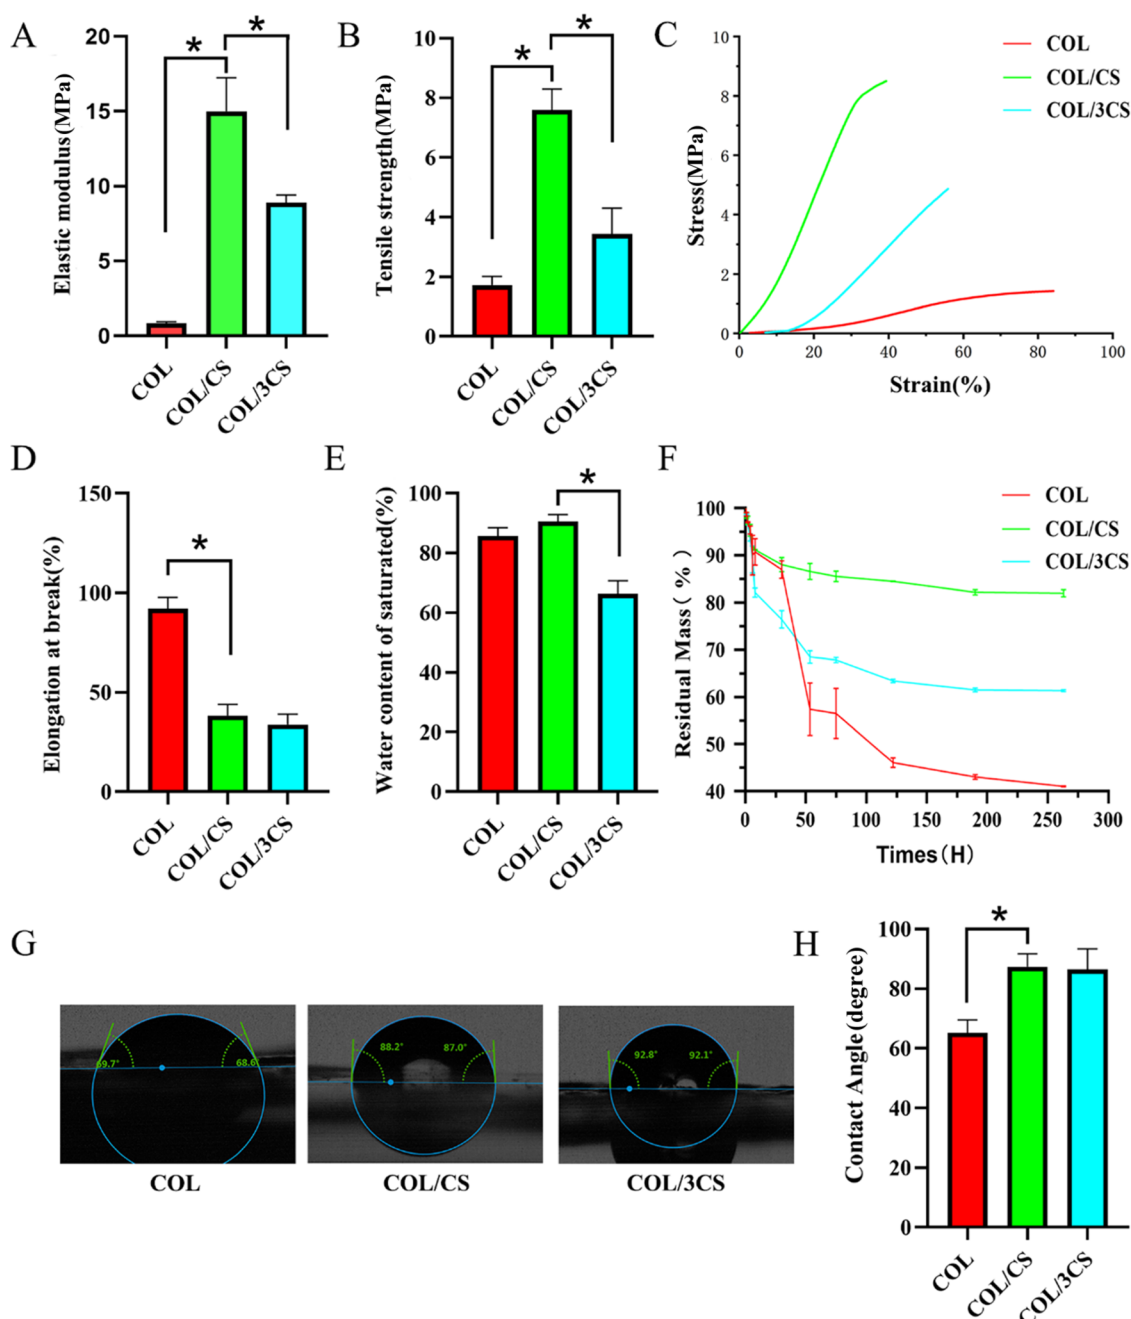 A
Elastic modulus(MPa)
20
15
10
5
0
*
*
COL
COL/CS
COL/3CS
B
Tensile strength(MPa)
10
8
6
4
2
0
*
*
COL
COL/CS
COL/3CS
C
Stress(MPa)
10
8
6
4
2
0
0 20 40 60 80 100
Strain(%)
COL
COL/CS
COL/3CS
D
Elongation at break(%)
150
100
50
0
*
COL
COL/CS
COL/3CS
E
Water content of saturated(%)
100
80
60
40
20
0
*
COL
COL/CS
COL/3CS
F
Residual Mass( % )
100
90
80
70
60
50
40
0 50 100 150 200 250 300
Times(H)
COL
COL/CS
COL/3CS
G
69.7° 68.6°
COL
88.2° 87.0°
COL/CS
92.8° 92.1°
COL/3CS
H
Contact Angle(degree)
100
80
60
40
20
0
*
COL
COL/CS
COL/3CS